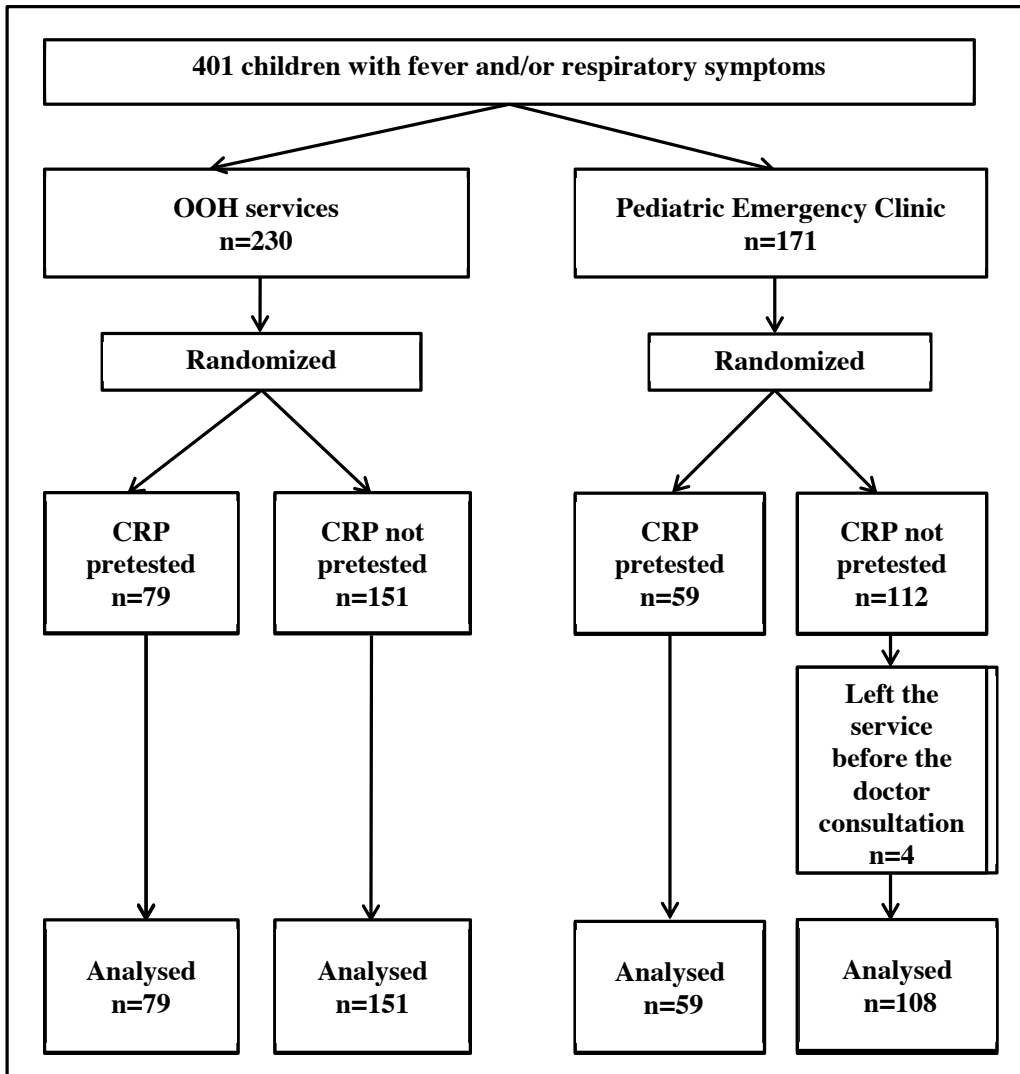 401 children with fever and/or respiratory symptoms
OOH services
n=230
Pediatric Emergency Clinic
n=171
Randomized
Randomized
CRP
pretested
n=79
CRP not
pretested
n=151
CRP
pretested
n=59
CRP not
pretested
n=112
Left the
service
before the
doctor
consultation
n=4
Analysed
n=79
Analysed
n=151
Analysed
n=59
Analysed
n=108